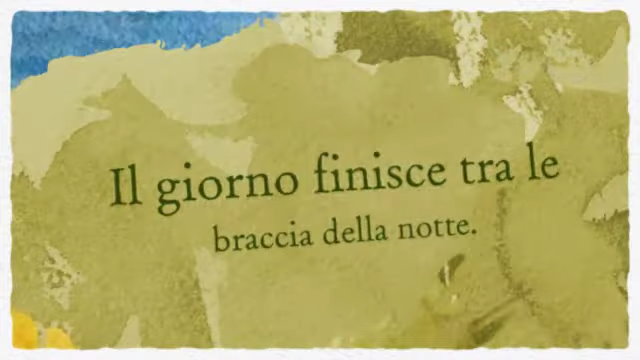 Il giorno finisce tra le
braccia della notte.